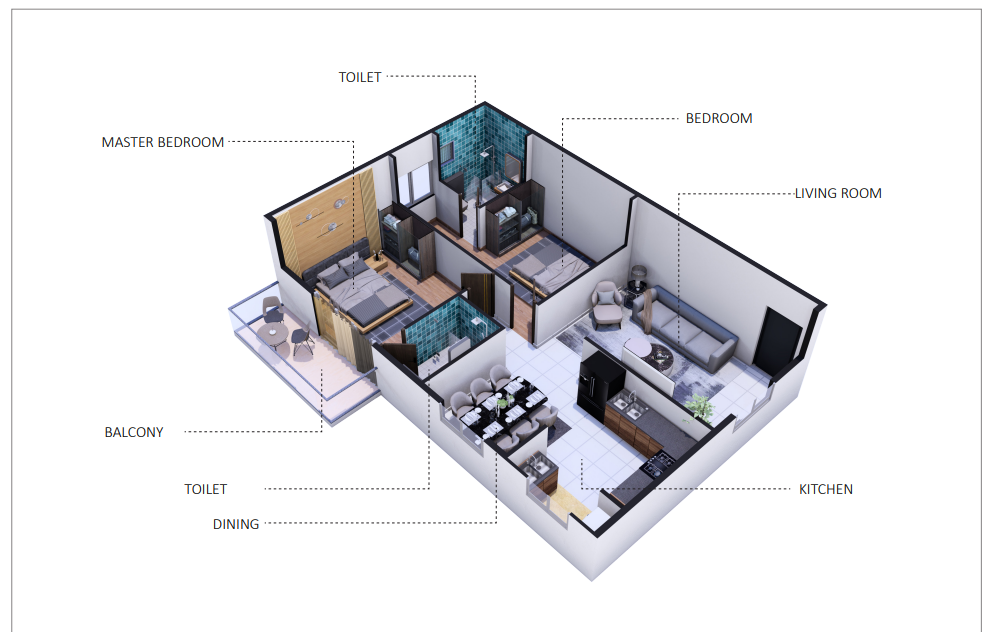 TOILET
BEDROOM
MASTER BEDROOM
LIVING ROOM
BALCONY
TOILET
KITCHEN
DINING